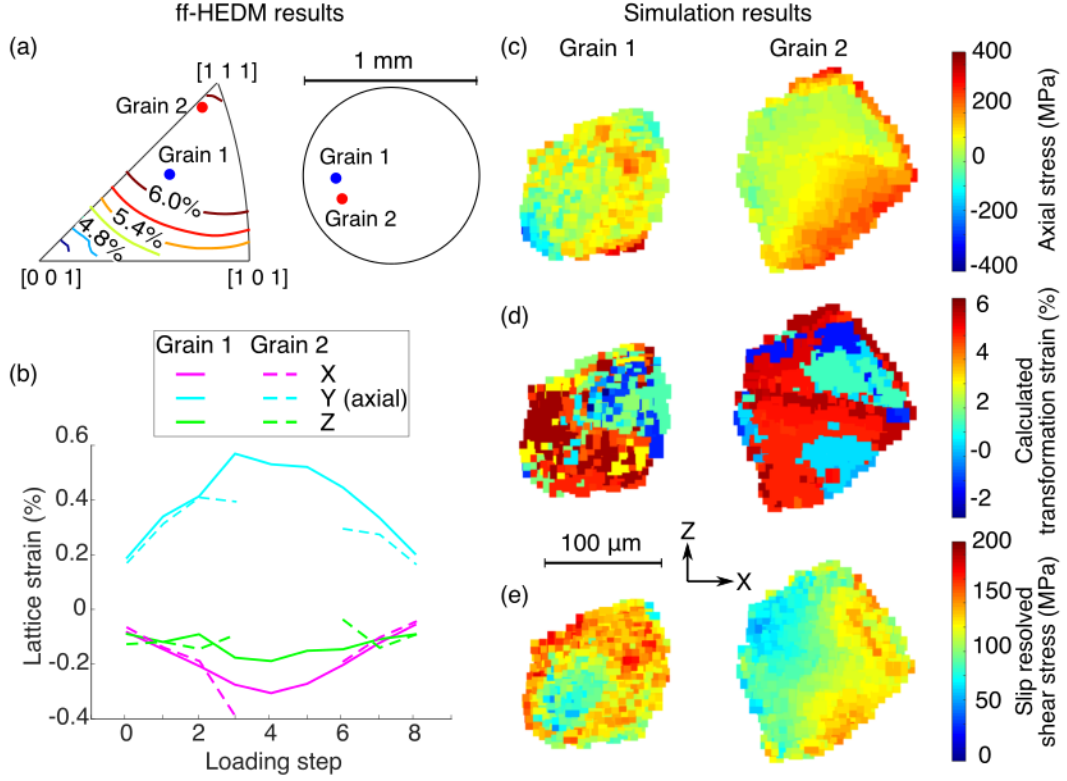 ff-HEDM results
Simulation results
(a)
[1 1 1]
Grain 2
Grain 1
6.0%
5.4%
4.8%
[0 0 1]
[1 0 1]
1 mm
Grain 1
Grain 2
(b)
Grain 1 Grain 2
X
Y (axial)
Z
Lattice strain (%)
0.6
0.4
0.2
0
-0.2
-0.4
0 2 4 6 8
Loading step
(c)
Grain 1
Grain 2
400
200
0
-200
-400
Axial stress (MPa)
(d)
6
4
2
-0
-2
Calculated
transformation strain (%)
100 μm
Z
X
(e)
200
150
100
50
0
Slip resolved
shear stress (MPa)